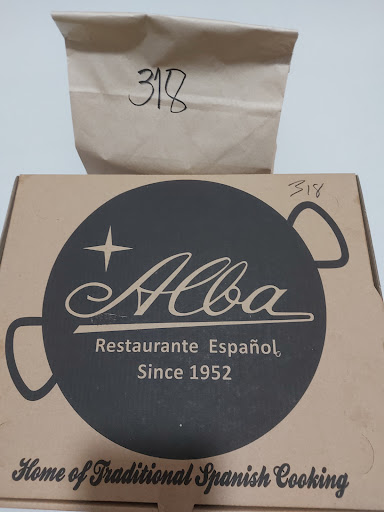 318
318
Alba
Restaurante Español
Since 1952
Home of Traditional Spanish Cooking